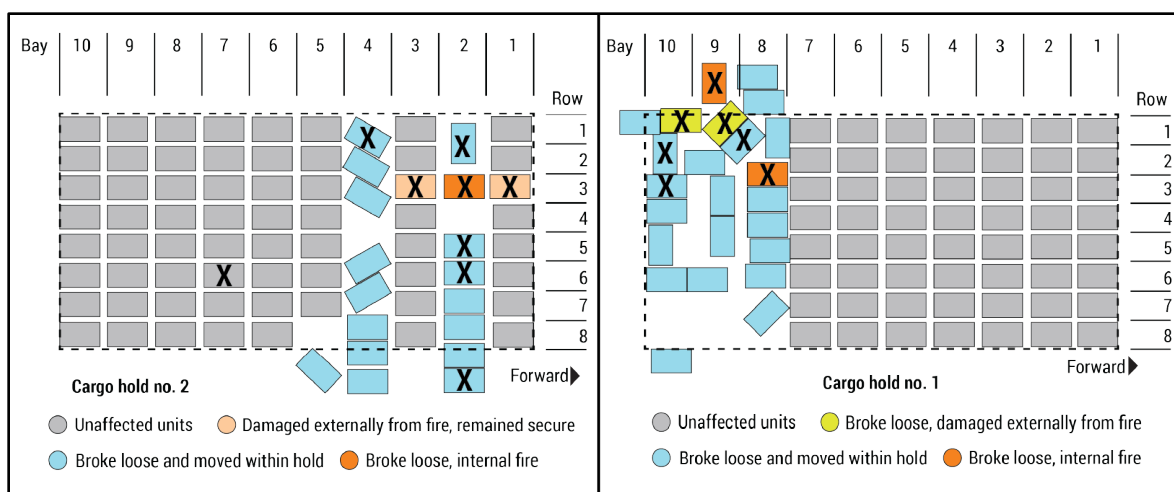 Bay 10 9 8 7 6 5 4 3 2 1
Row
1
X
X
2
3
X X X
4
5
X
6
X
X
7
8
X
Forward
Cargo hold no. 2
Unaffected units
Damaged externally from fire, remained secure
Broke loose and moved within hold
Broke loose, internal fire
Bay 10 9 8 7 6 5 4 3 2 1
X
Row
X X
1
X
X
2
X
X
3
4
5
6
7
8
Forward
Cargo hold no. 1
Unaffected units
Broke loose, damaged externally from fire
Broke loose and moved within hold
Broke loose, internal fire